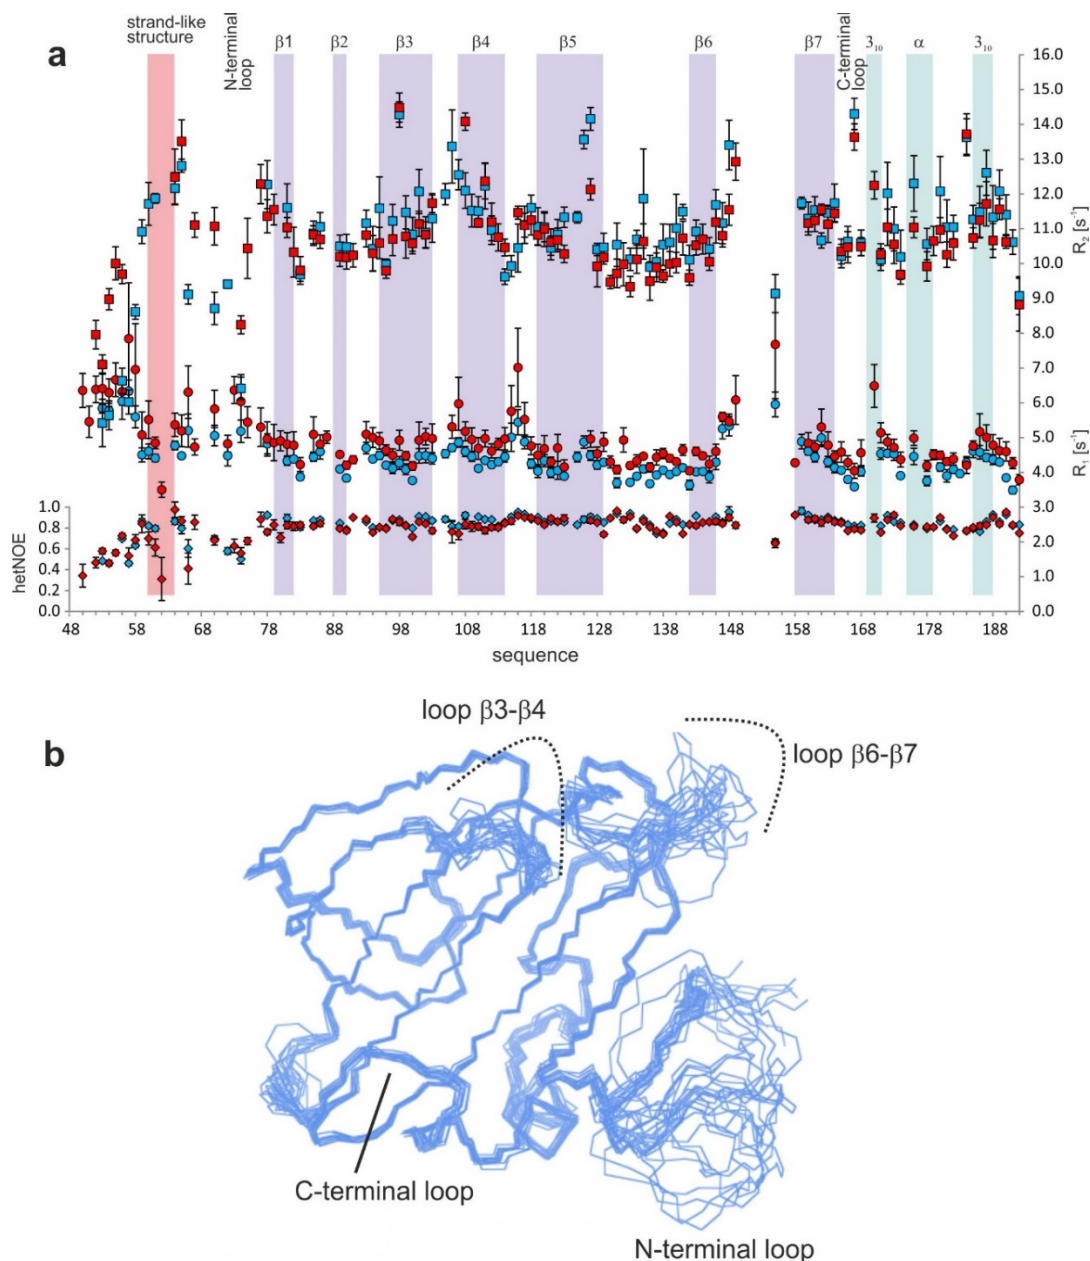 a
strand-like
structure
N-terminal
loop
β1
β2
β3
β4
β5
β6
β7
C-terminal
loop
3₁₀
α
3₁₀
16.0
15.0
14.0
13.0
12.0
11.0
10.0
9.0
8.0
7.0
6.0
5.0
4.0
3.0
2.0
1.0
0.0
R₂ [s⁻¹]
R₁ [s⁻¹]
hetNOE
1.0
0.8
0.6
0.4
0.2
0.0
48 58 68 78 88 98 108 118 128 138 148 158 168 178 188
sequence
b
loop β3-β4
loop β6-β7
C-terminal loop
N-terminal loop